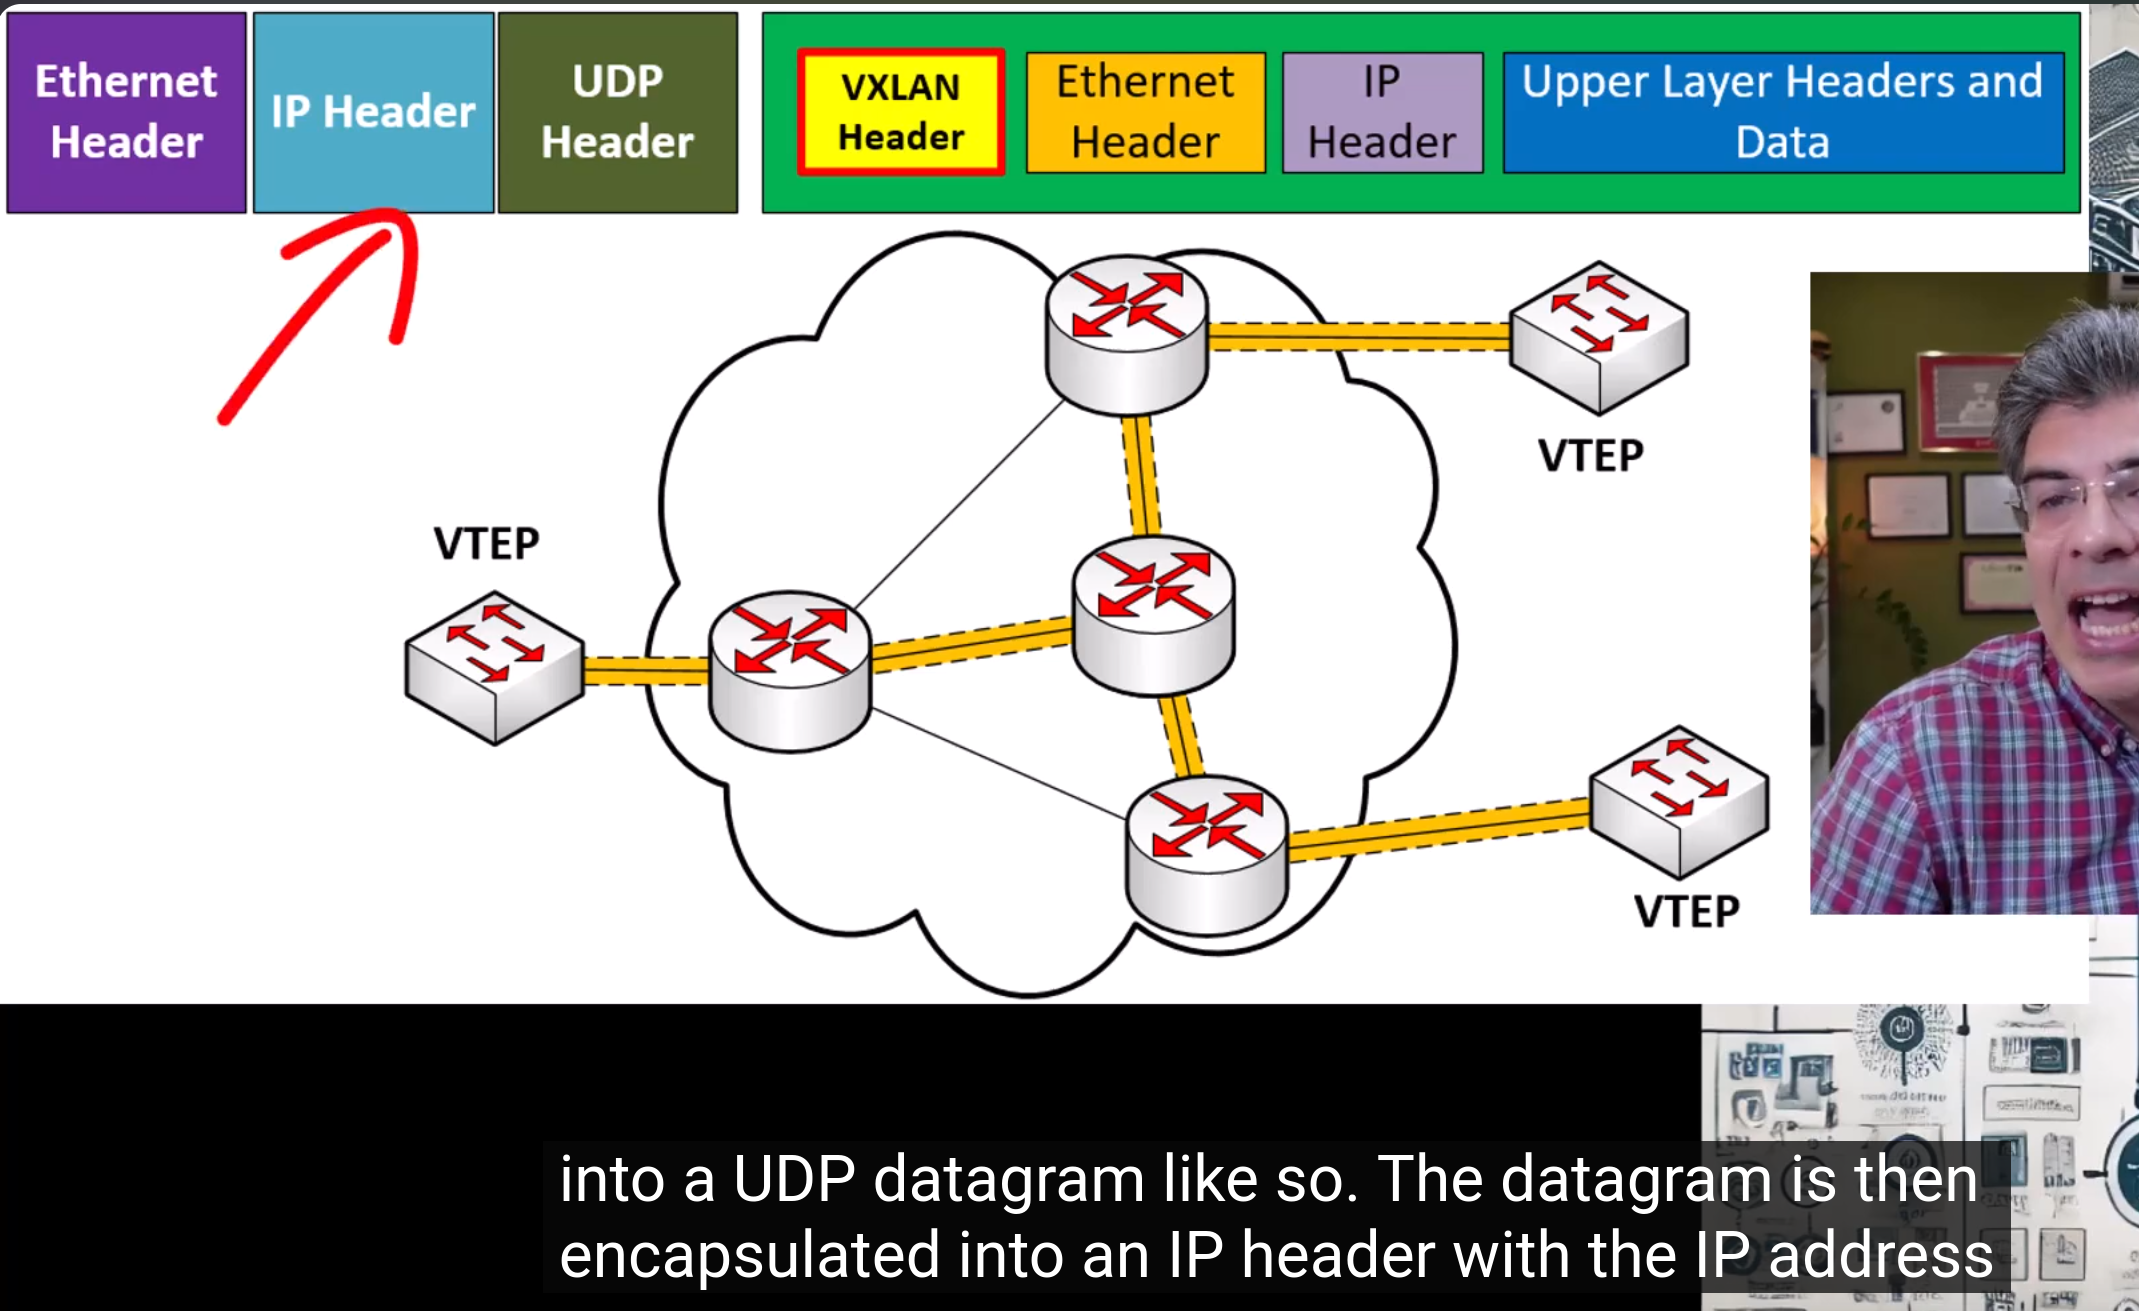 Ethernet
Header
IP Header
UDP
Header
VXLAN
Header
Ethernet
Header
IP
Header
Upper Layer Headers and
Data
VTEP
VTEP
VTEP
into a UDP datagram like so. The datagram is then
encapsulated into an IP header with the IP address